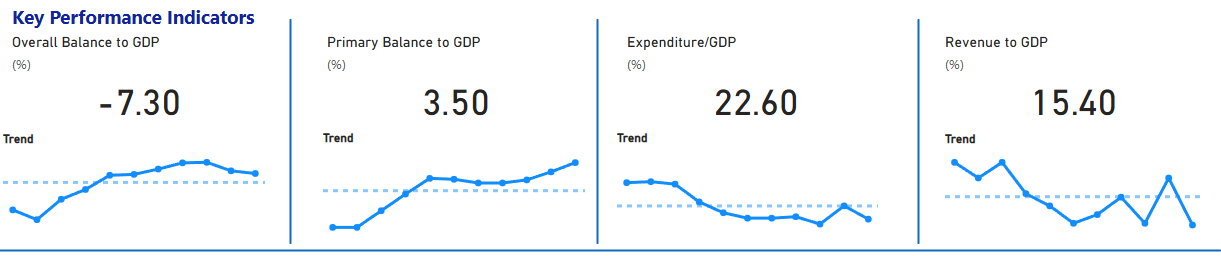 Key Performance Indicators
Overall Balance to GDP
(%)
-7.30
Trend
Primary Balance to GDP
(%)
3.50
Trend
Expenditure/GDP
(%)
22.60
Trend
Revenue to GDP
(%)
15.40
Trend